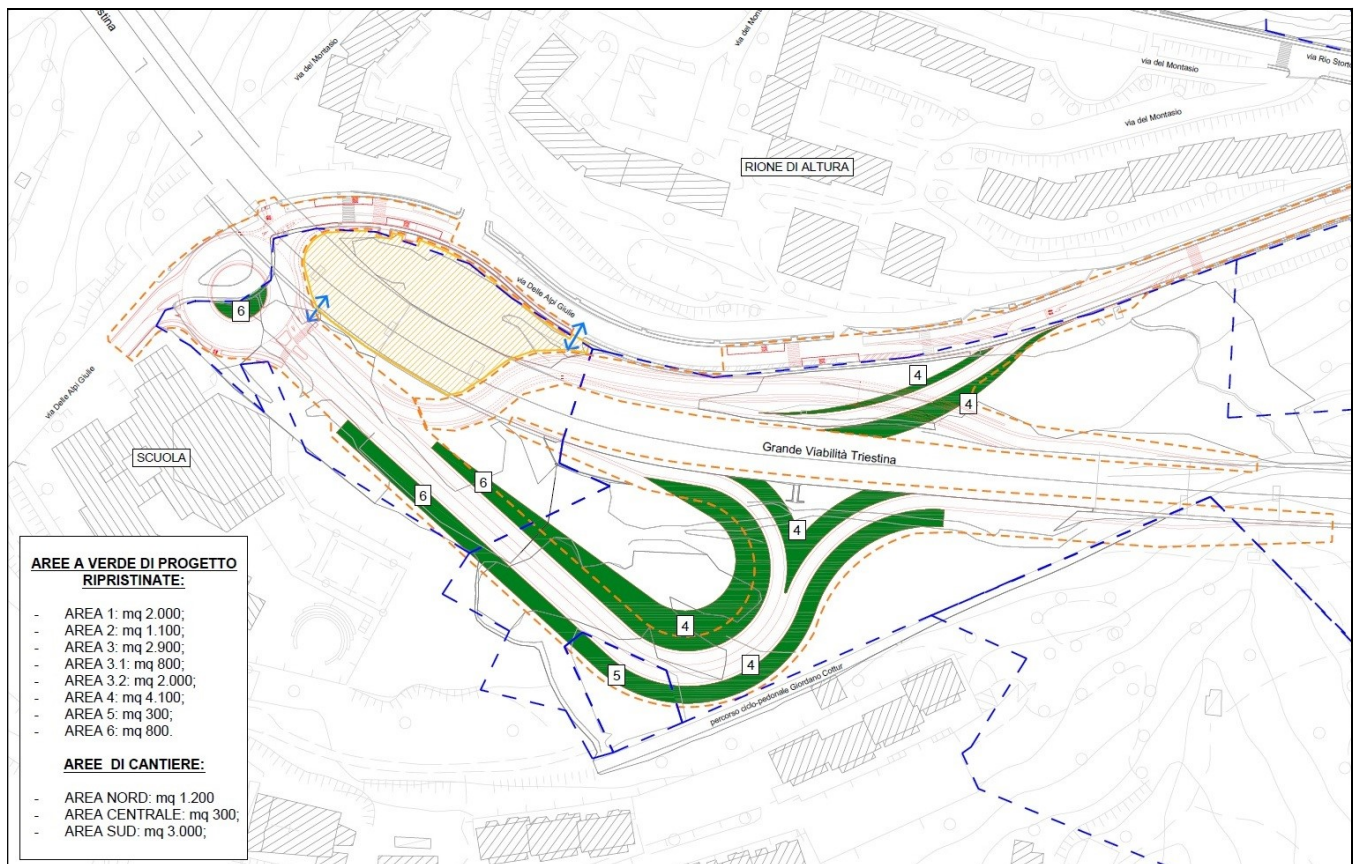 estina
via del Montasio
via del Mon
via del Montasio
via Rio Storto
via del Montasio
RIONE DI ALTURA
via Delle Alpi Giulie
6
via Delle Alpi Giulie
4
4
Grande Viabilità Triestina
SCUOLA
6
6
4
4
4
5
percorso ciclo-pedonale Giordano Cottur
AREE A VERDE DI PROGETTO
RIPRISTINATE:
- AREA 1: mq 2.000;
- AREA 2: mq 1.100;
- AREA 3: mq 2.900;
- AREA 3.1: mq 800;
- AREA 3.2: mq 2.000;
- AREA 4: mq 4.100;
- AREA 5: mq 300;
- AREA 6: mq 800.
AREE DI CANTIERE:
- AREA NORD: mq 1.200
- AREA CENTRALE: mq 300;
- AREA SUD: mq 3.000;